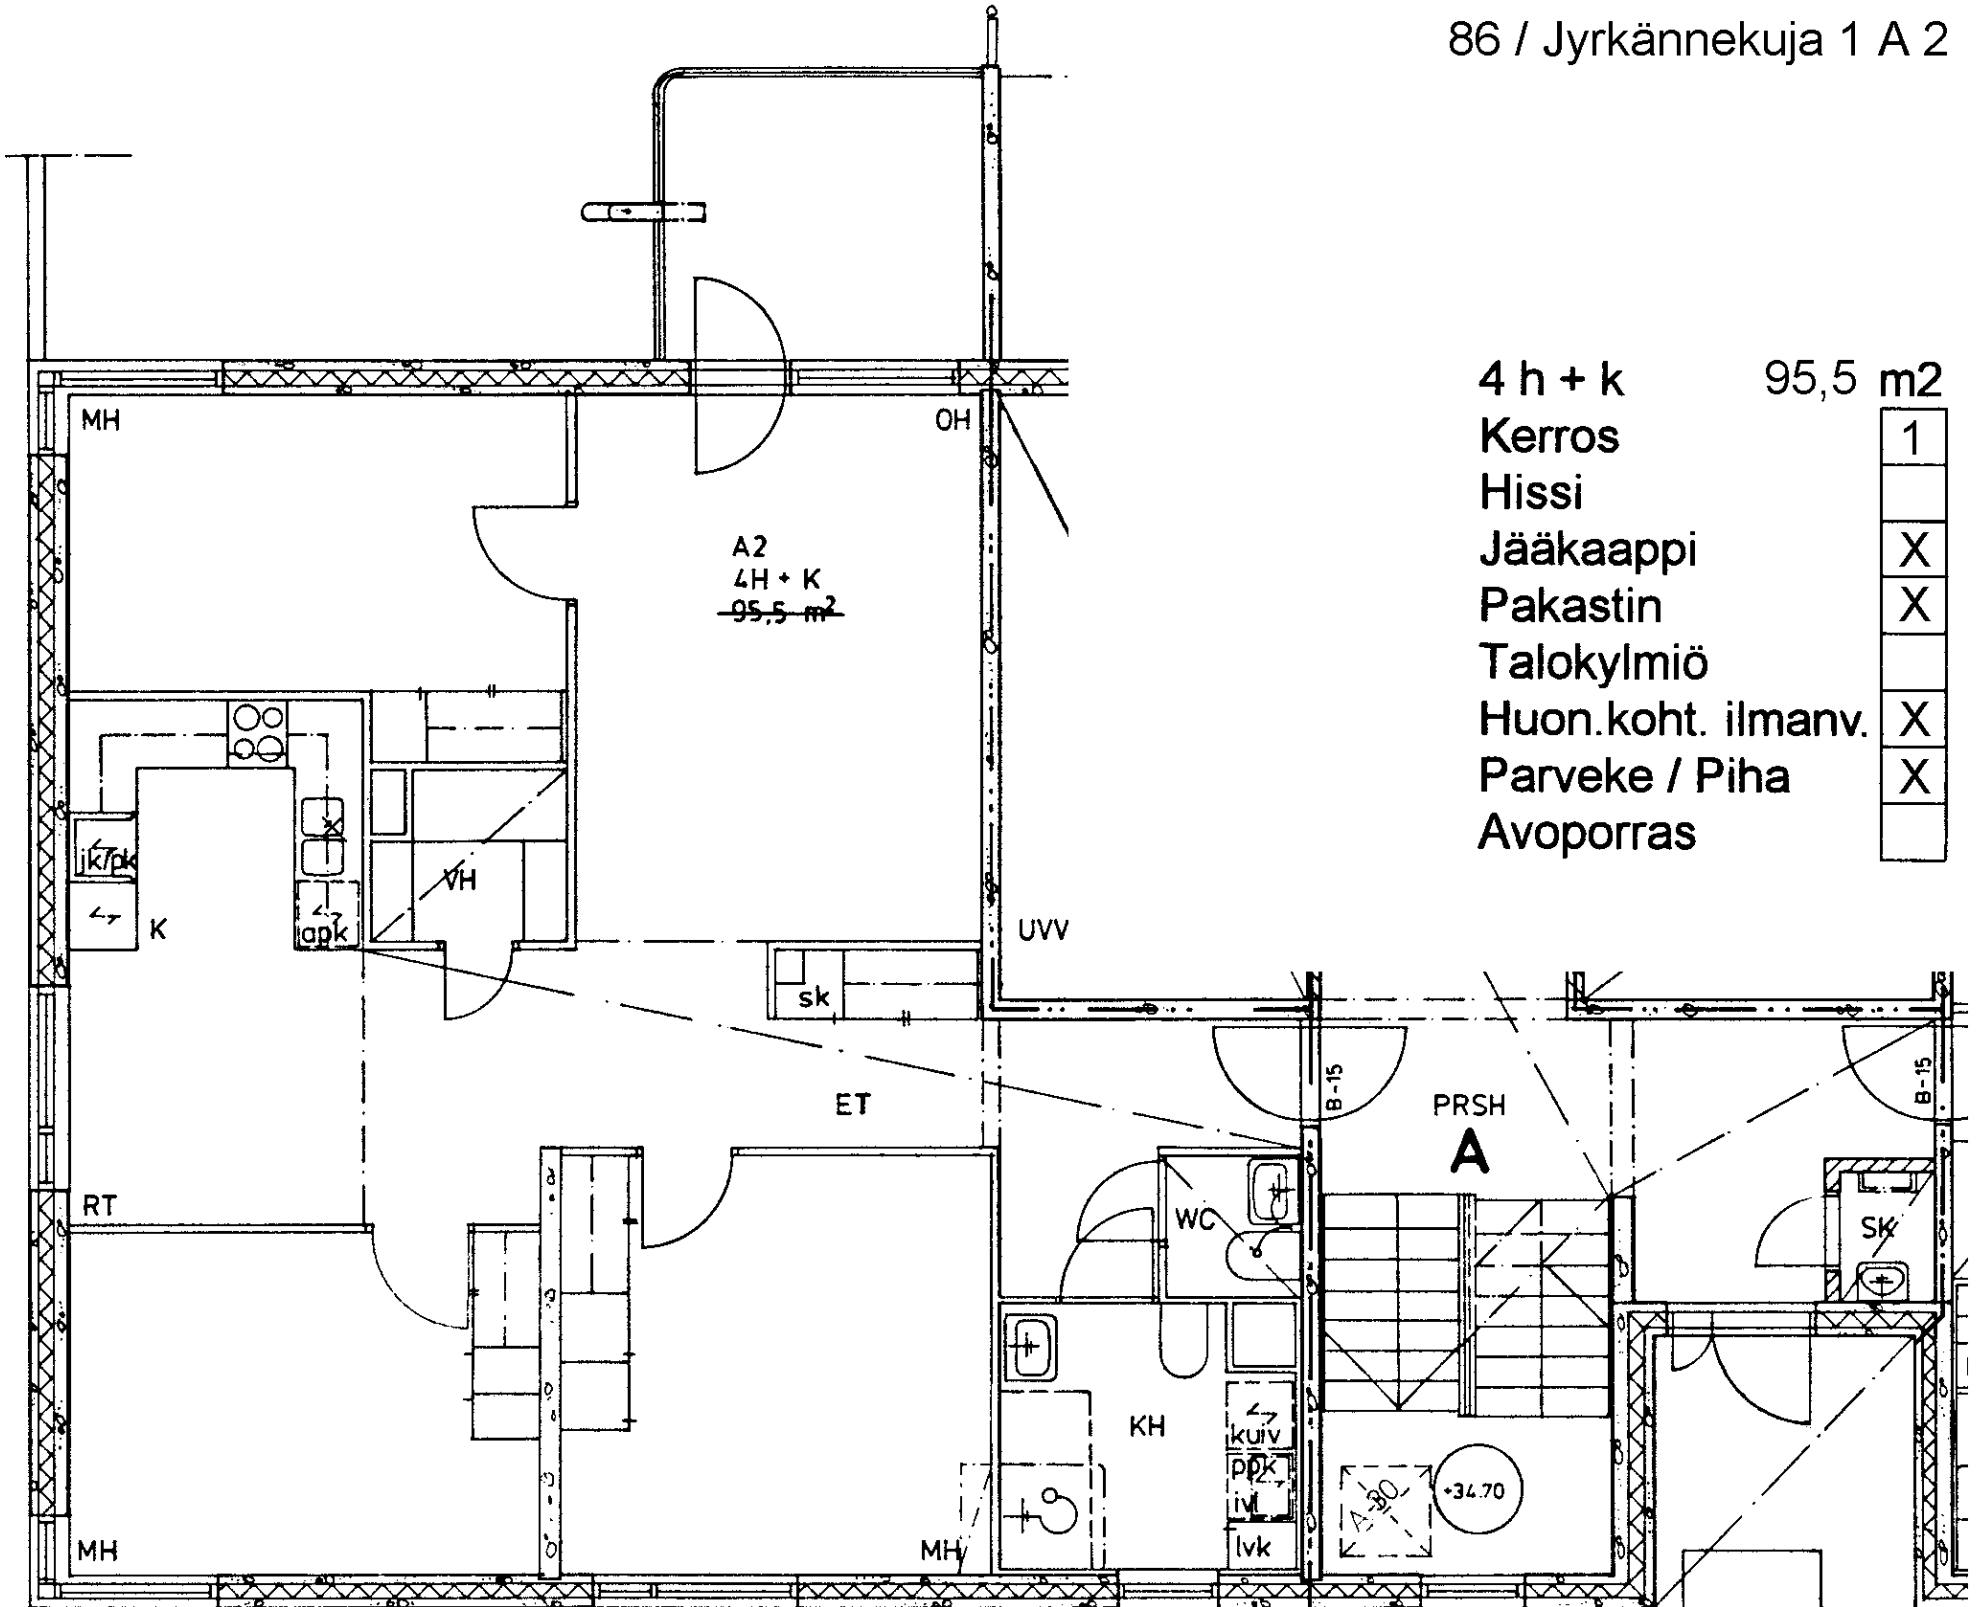 86 / Jyrkännekuja 1 A 2
4 h + k 95,5 m2
Kerros 1
Hissi
Jääkaappi X
Pakastin X
Talokylmiö
Huon.koht. ilmanv. X
Parveke / Piha X
Avoporras
MH
OH
A2
4H + K
95,5 m²
jk/pk
K
apk
VH
sk
UVV
ET
B-15
PRSH
A
B-15
RT
WC
SK
KH
kuiv
ppk
ivl
lvk
A-30
+34.70
MH
MH